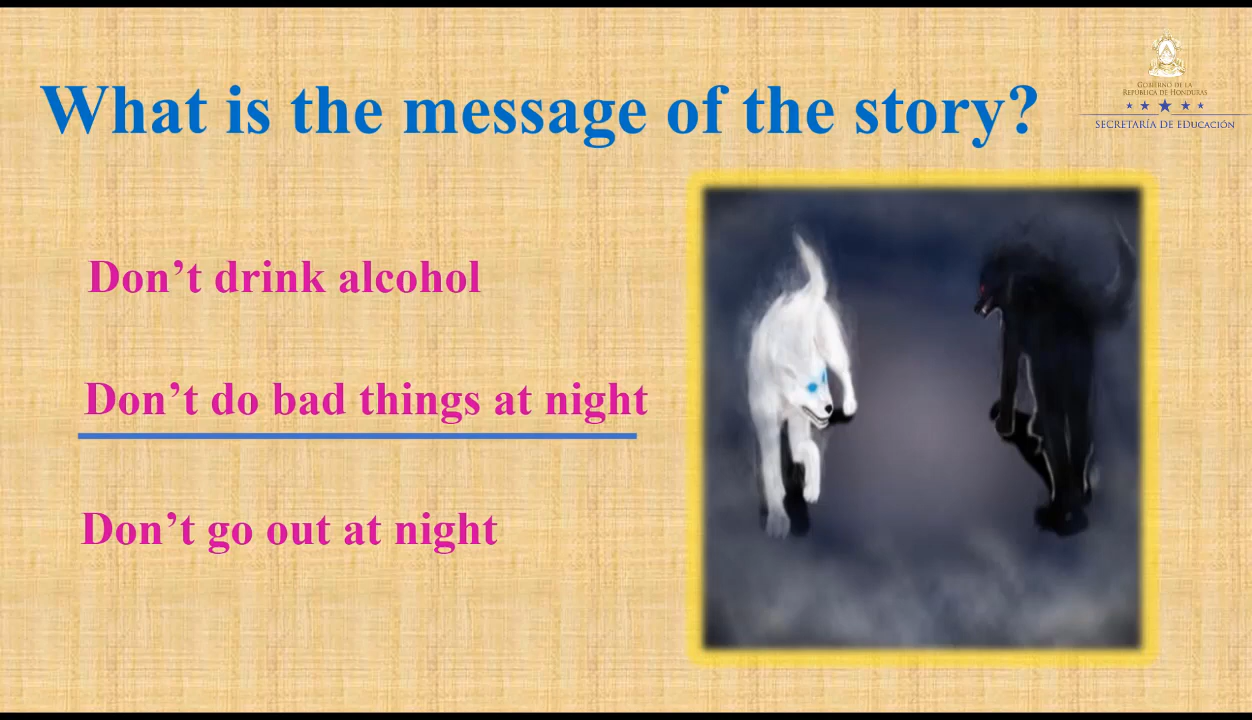 What is the message of the story?
GOBIERNO DE LA
REPÚBLICA DE HONDURAS
SECRETARÍA DE EDUCACIÓN
Don’t drink alcohol
Don’t do bad things at night
Don’t go out at night